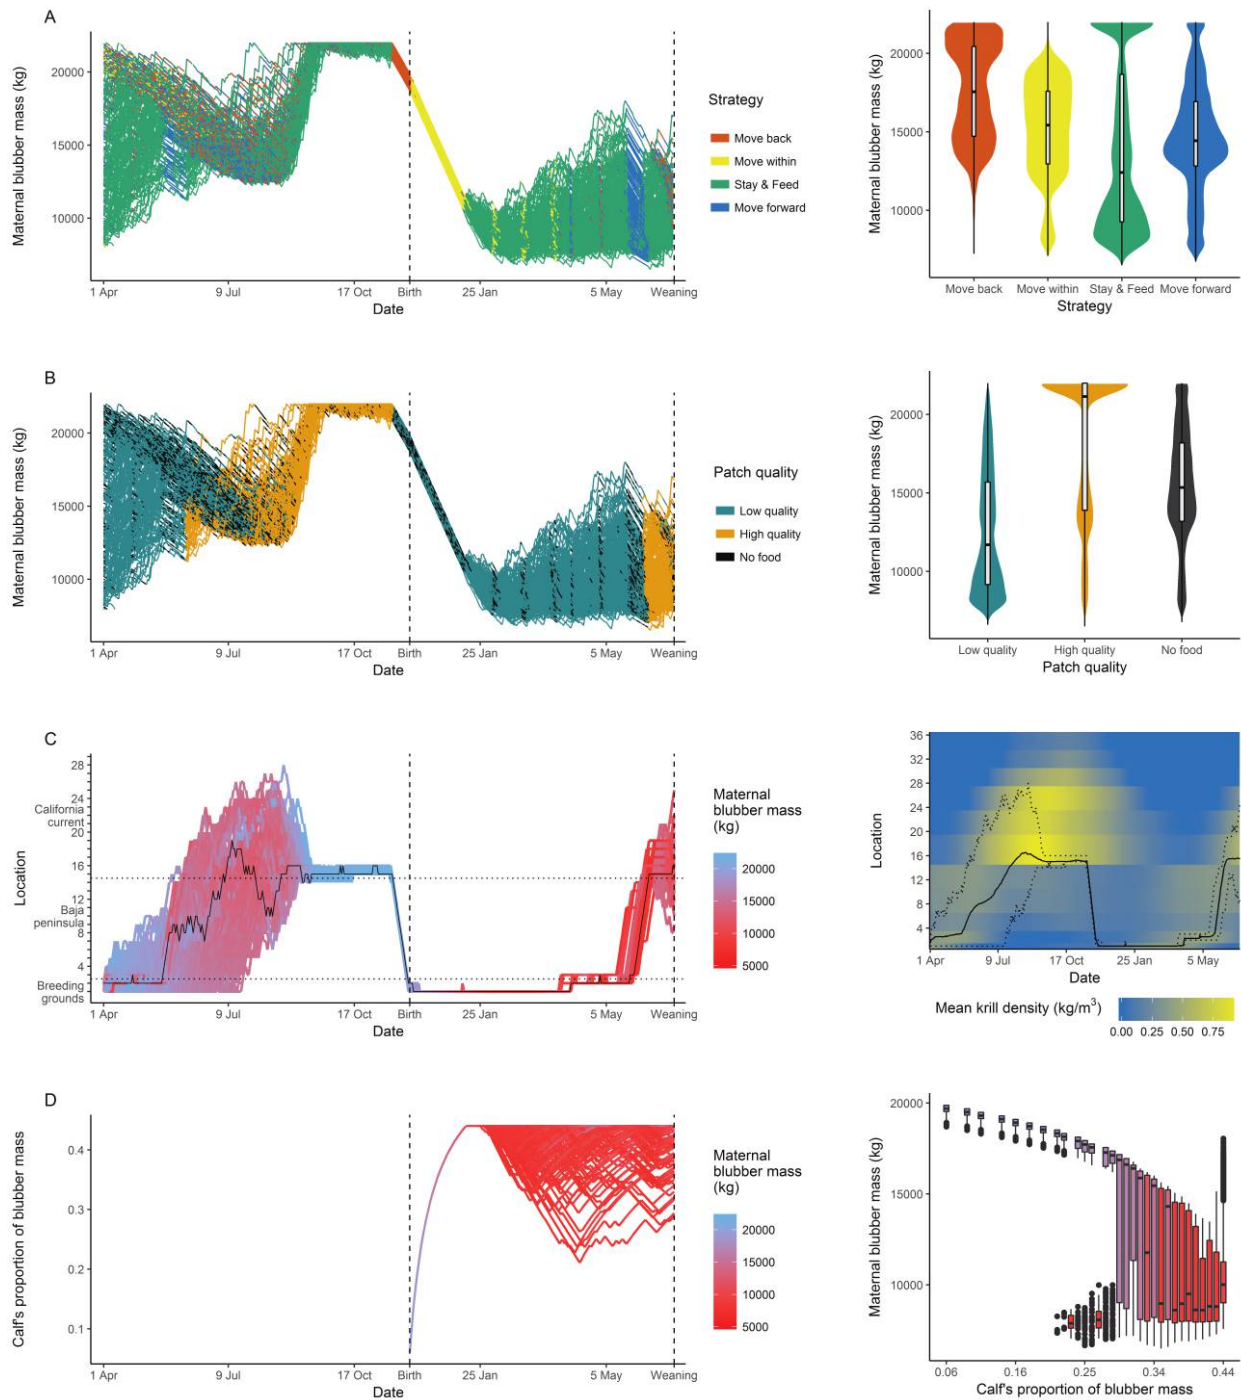 A
Maternal blubber mass (kg)
20000
15000
10000
1 Apr
9 Jul
17 Oct
Birth
25 Jan
5 May
Weaning
Date
Strategy
Move back
Move within
Stay & Feed
Move forward
Maternal blubber mass (kg)
20000
15000
10000
Move back
Move within
Stay & Feed
Move forward
Strategy
B
Maternal blubber mass (kg)
20000
15000
10000
1 Apr
9 Jul
17 Oct
Birth
25 Jan
5 May
Weaning
Date
Patch quality
Low quality
High quality
No food
Maternal blubber mass (kg)
20000
15000
10000
Low quality
High quality
No food
Patch quality
C
Location
28
24
California
current
20
16
12
Baja
peninsula
8
4
Breeding
grounds
1 Apr
9 Jul
17 Oct
Birth
25 Jan
5 May
Weaning
Date
Maternal
blubber mass
(kg)
20000
15000
10000
5000
Location
36
32
28
24
20
16
12
8
4
1 Apr
9 Jul
17 Oct
25 Jan
5 May
Date
Mean krill density (kg/m³)
0.00
0.25
0.50
0.75
D
Calf's proportion of blubber mass
0.4
0.3
0.2
0.1
1 Apr
9 Jul
17 Oct
Birth
25 Jan
5 May
Weaning
Date
Maternal
blubber mass
(kg)
20000
15000
10000
5000
Maternal blubber mass (kg)
20000
15000
10000
0.06
0.16
0.25
0.34
0.44
Calf's proportion of blubber mass